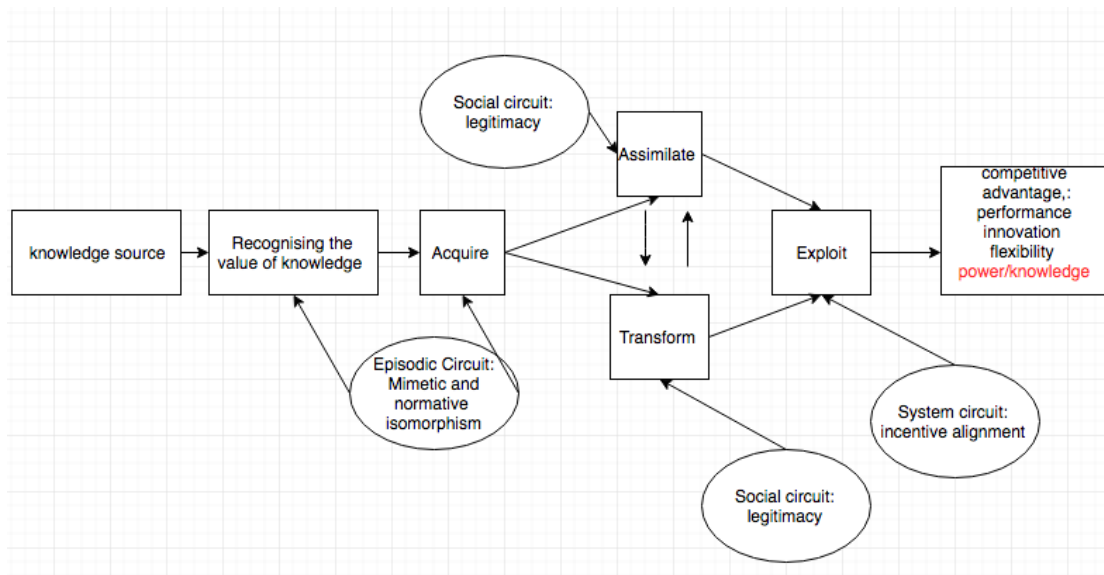 Social circuit:
legitimacy
Assimilate
knowledge source
Recognising the
value of knowledge
Acquire
Exploit
competitive
advantage,:
performance
innovation
flexibility
power/knowledge
Transform
Episodic Circuit:
Mimetic and
normative
isomorphism
System circuit:
incentive alignment
Social circuit:
legitimacy